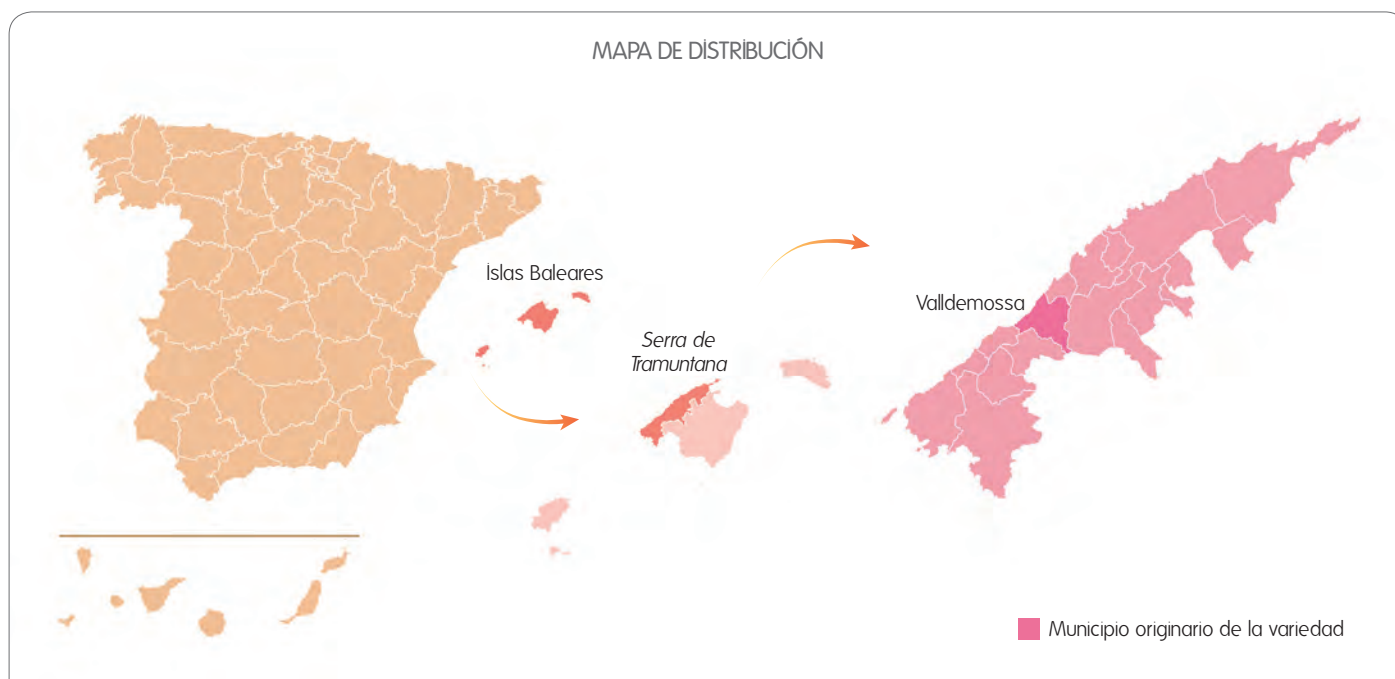 MAPA DE DISTRIBUCIÓN
Islas Baleares
Serra de
Tramuntana
Valldemossa
Municipio originario de la variedad